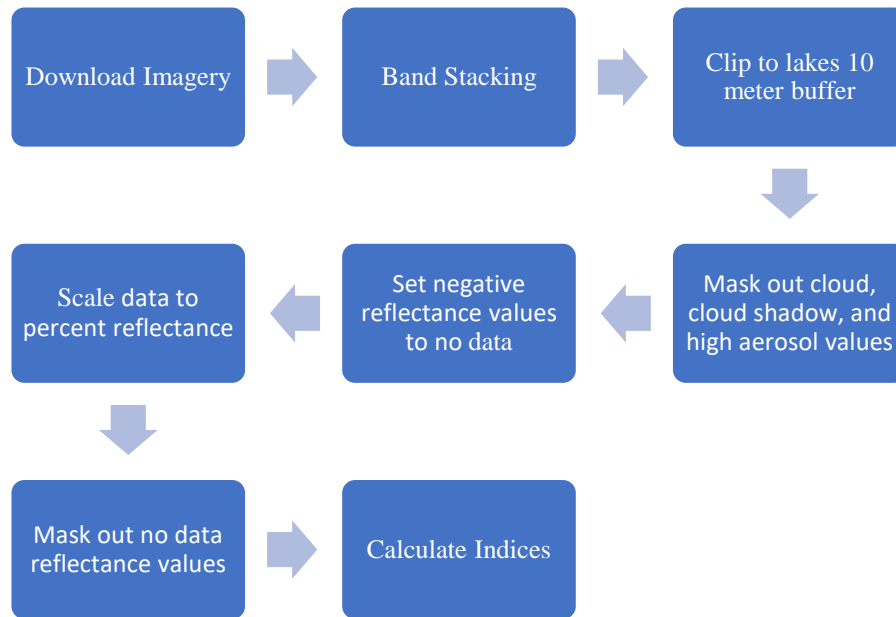 Download Imagery
Band Stacking
Clip to lakes 10
meter buffer
Mask out cloud,
cloud shadow, and
high aerosol values
Set negative
reflectance values
to no data
Scale data to
percent reflectance
Mask out no data
reflectance values
Calculate Indices